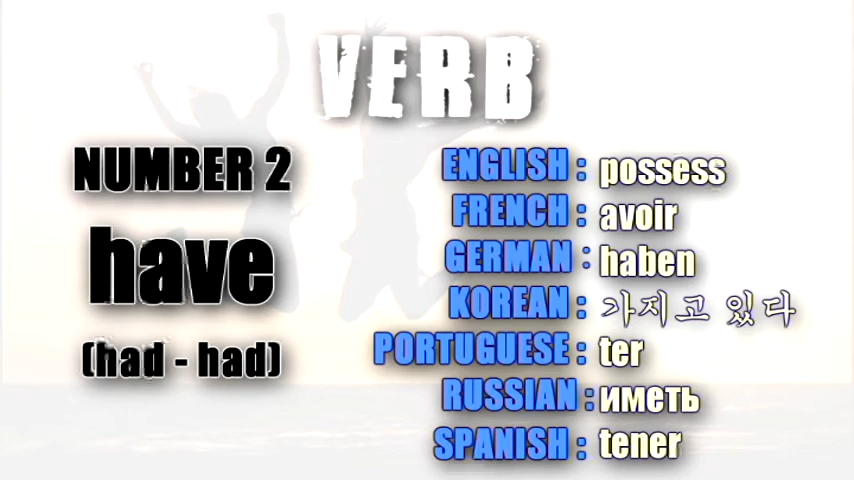 VERB
NUMBER 2
have
(had - had)
ENGLISH : possess
FRENCH : avoir
GERMAN : haben
KOREAN : 가지고 있다
PORTUGUESE : ter
RUSSIAN : иметь
SPANISH : tener